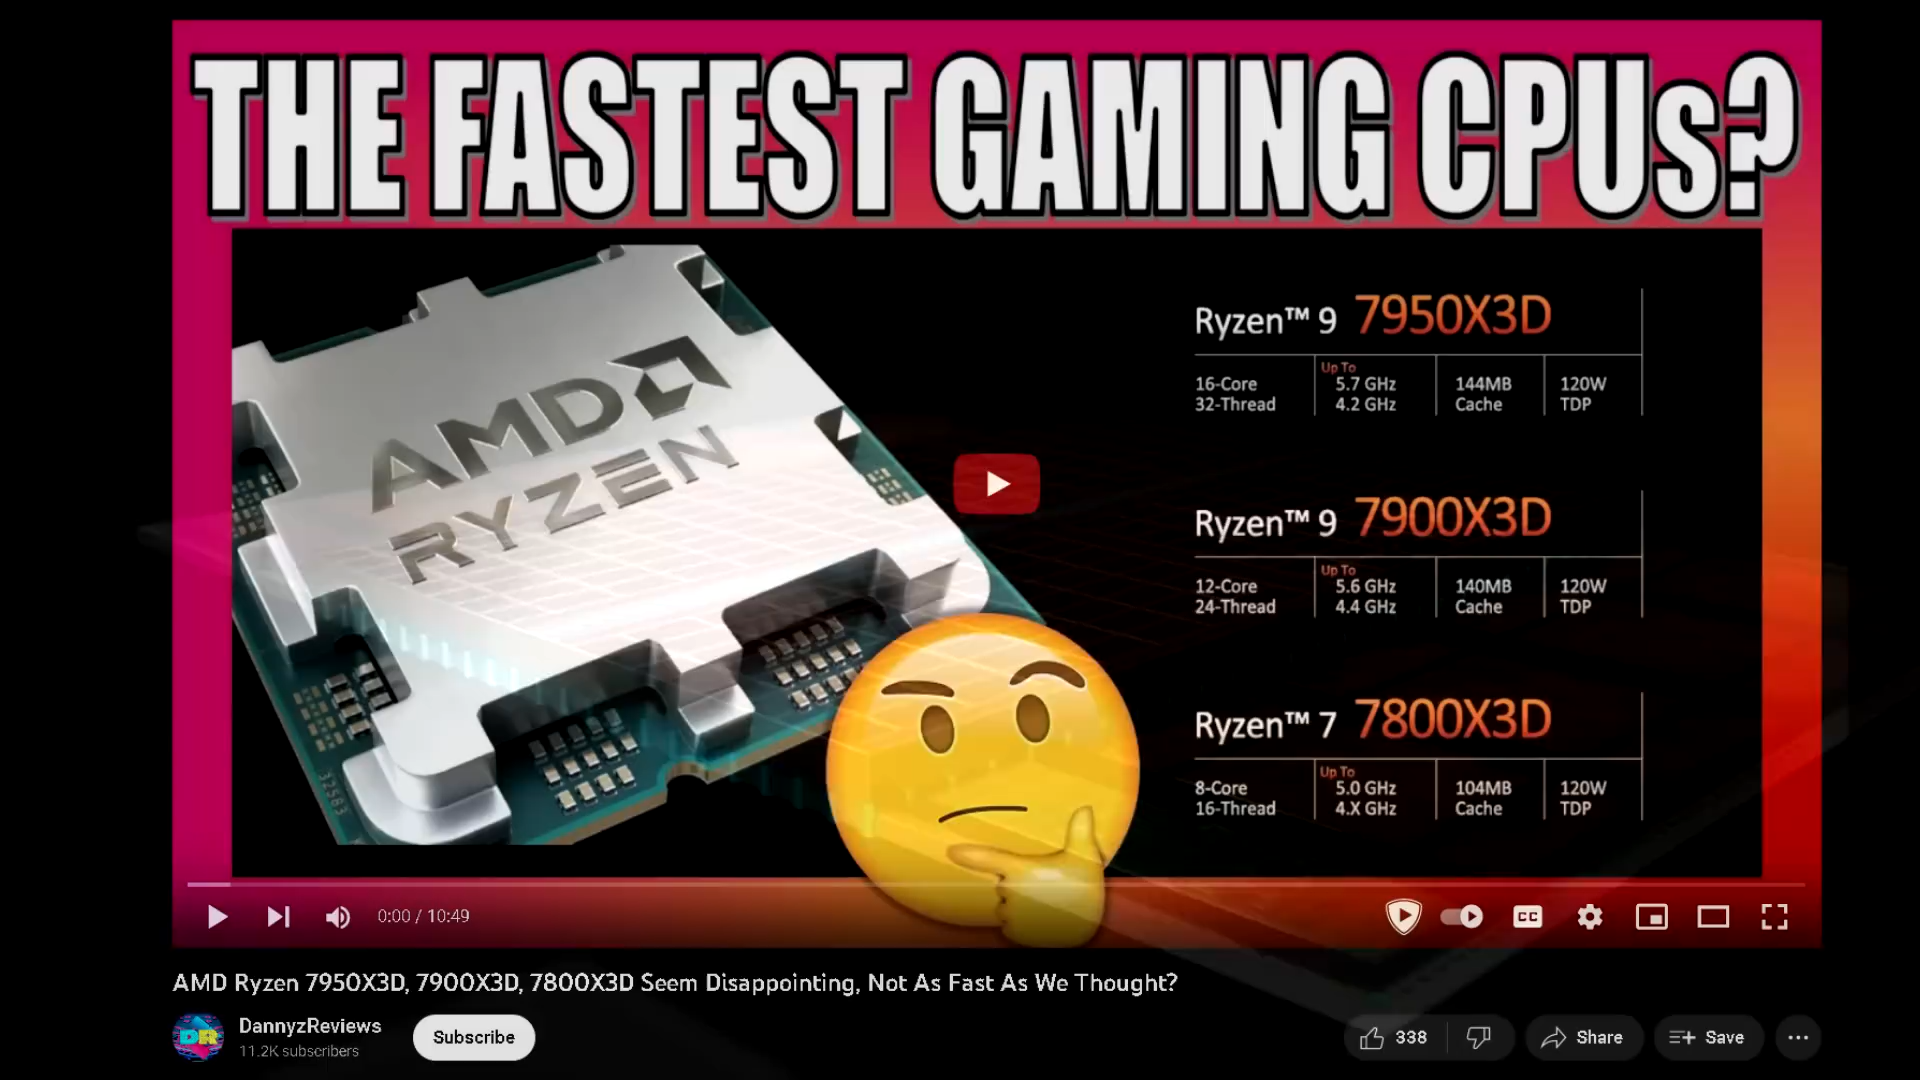 THE FASTEST GAMING CPUs?
AMD
RYZEN
32583
Ryzen™ 9 7950X3D
16-Core
32-Thread
Up To
5.7 GHz
4.2 GHz
144MB
Cache
120W
TDP
Ryzen™ 9 7900X3D
12-Core
24-Thread
Up To
5.6 GHz
4.4 GHz
140MB
Cache
120W
TDP
Ryzen™ 7 7800X3D
8-Core
16-Thread
Up To
5.0 GHz
4.X GHz
104MB
Cache
120W
TDP
0:00 / 10:49
CC
AMD Ryzen 7950X3D, 7900X3D, 7800X3D Seem Disappointing, Not As Fast As We Thought?
DR
DannyzReviews
11.2K subscribers
Subscribe
338
Share
Save